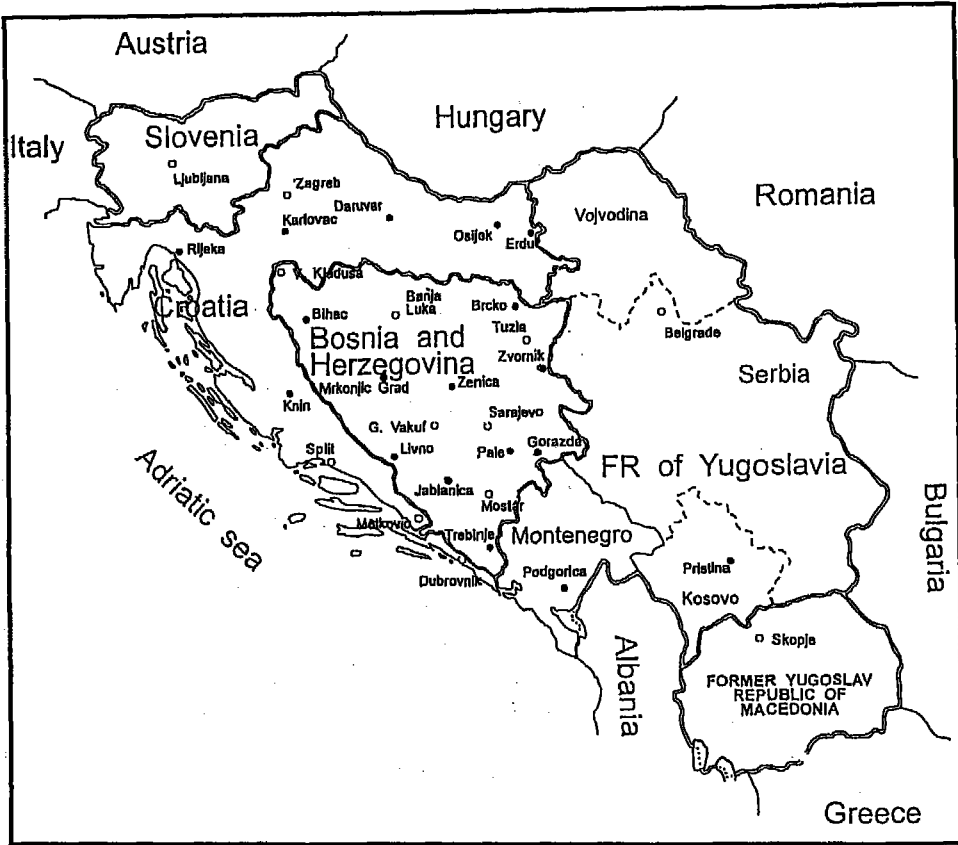 Austria
Hungary
Italy
Slovenia
Ljubljana
Zagreb
Romania
Vojvodina
Daruvar
Karlovac
Osijek
Erdut
Rijeka
V. Kladusa
Croatia
Banja
Luka
Brcko
Bihac
Tuzla
Belgrade
Bosnia and
Herzegovina
Zvornik
Serbia
Mrkonjic Grad
Zenica
Knin
Sarajevo
G. Vakuf
Split
Livno
Pale
Gorazde
FR of Yugoslavia
Adriatic sea
Jablanica
Mostar
Bulgaria
Metkovic
Trebinje
Montenegro
Dubrovnik
Podgorica
Pristina
Kosovo
Albania
Skopje
FORMER YUGOSLAV
REPUBLIC OF
MACEDONIA
Greece